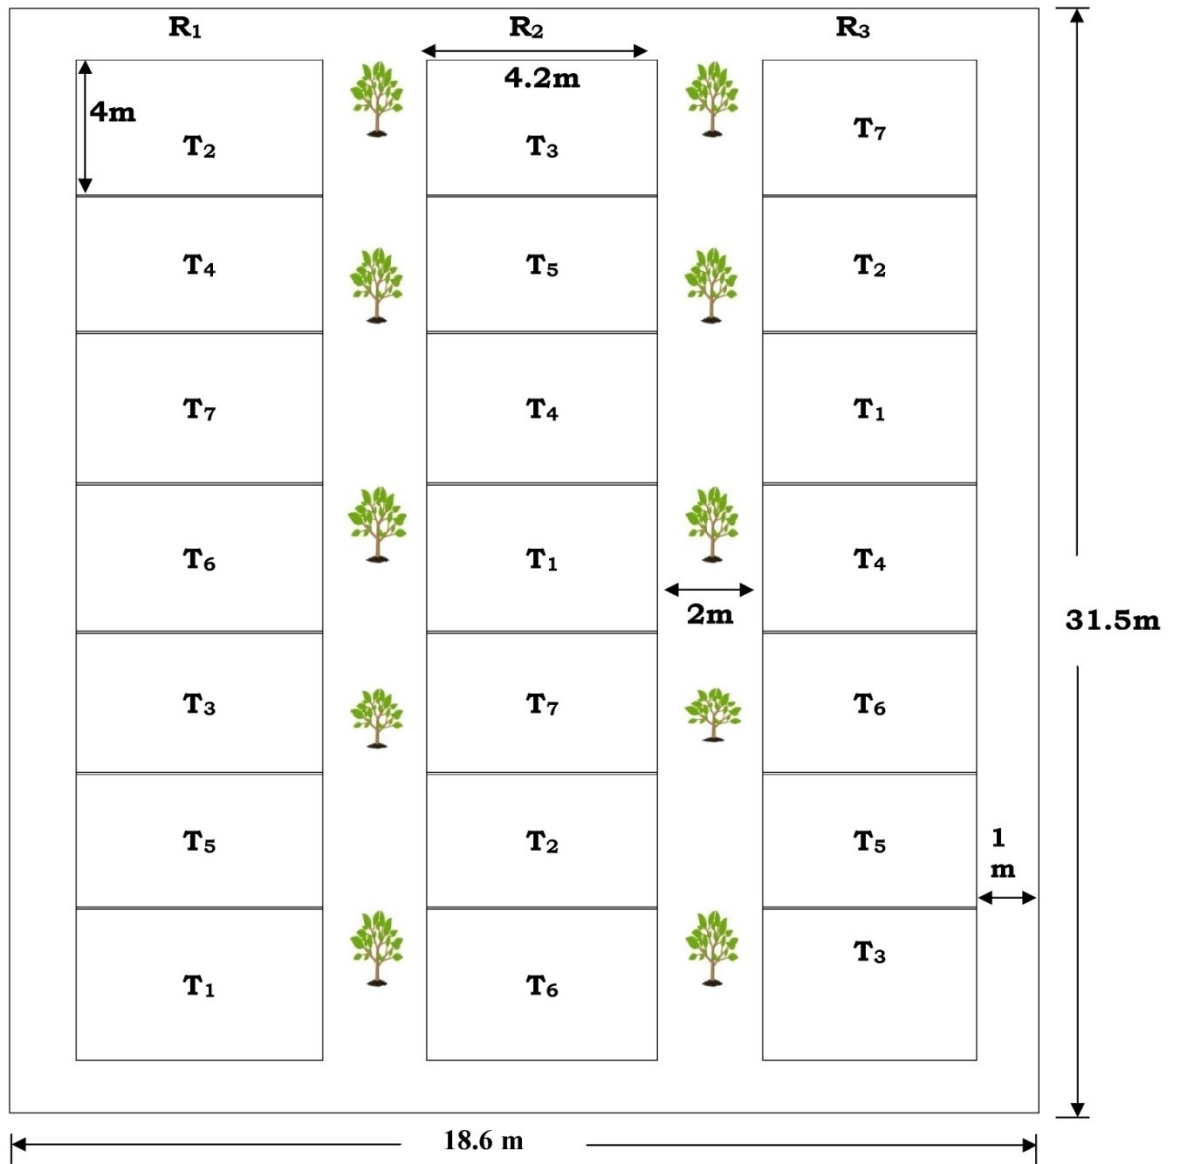 R₁ R₂ R₃
4.2m
4m
T₂ T₃ T₇
T₄ T₅ T₂
T₇ T₄ T₁
T₆ T₁ T₄
2m
31.5m
T₃ T₇ T₆
T₅ T₂ T₅
1
m
T₁ T₆ T₃
18.6 m